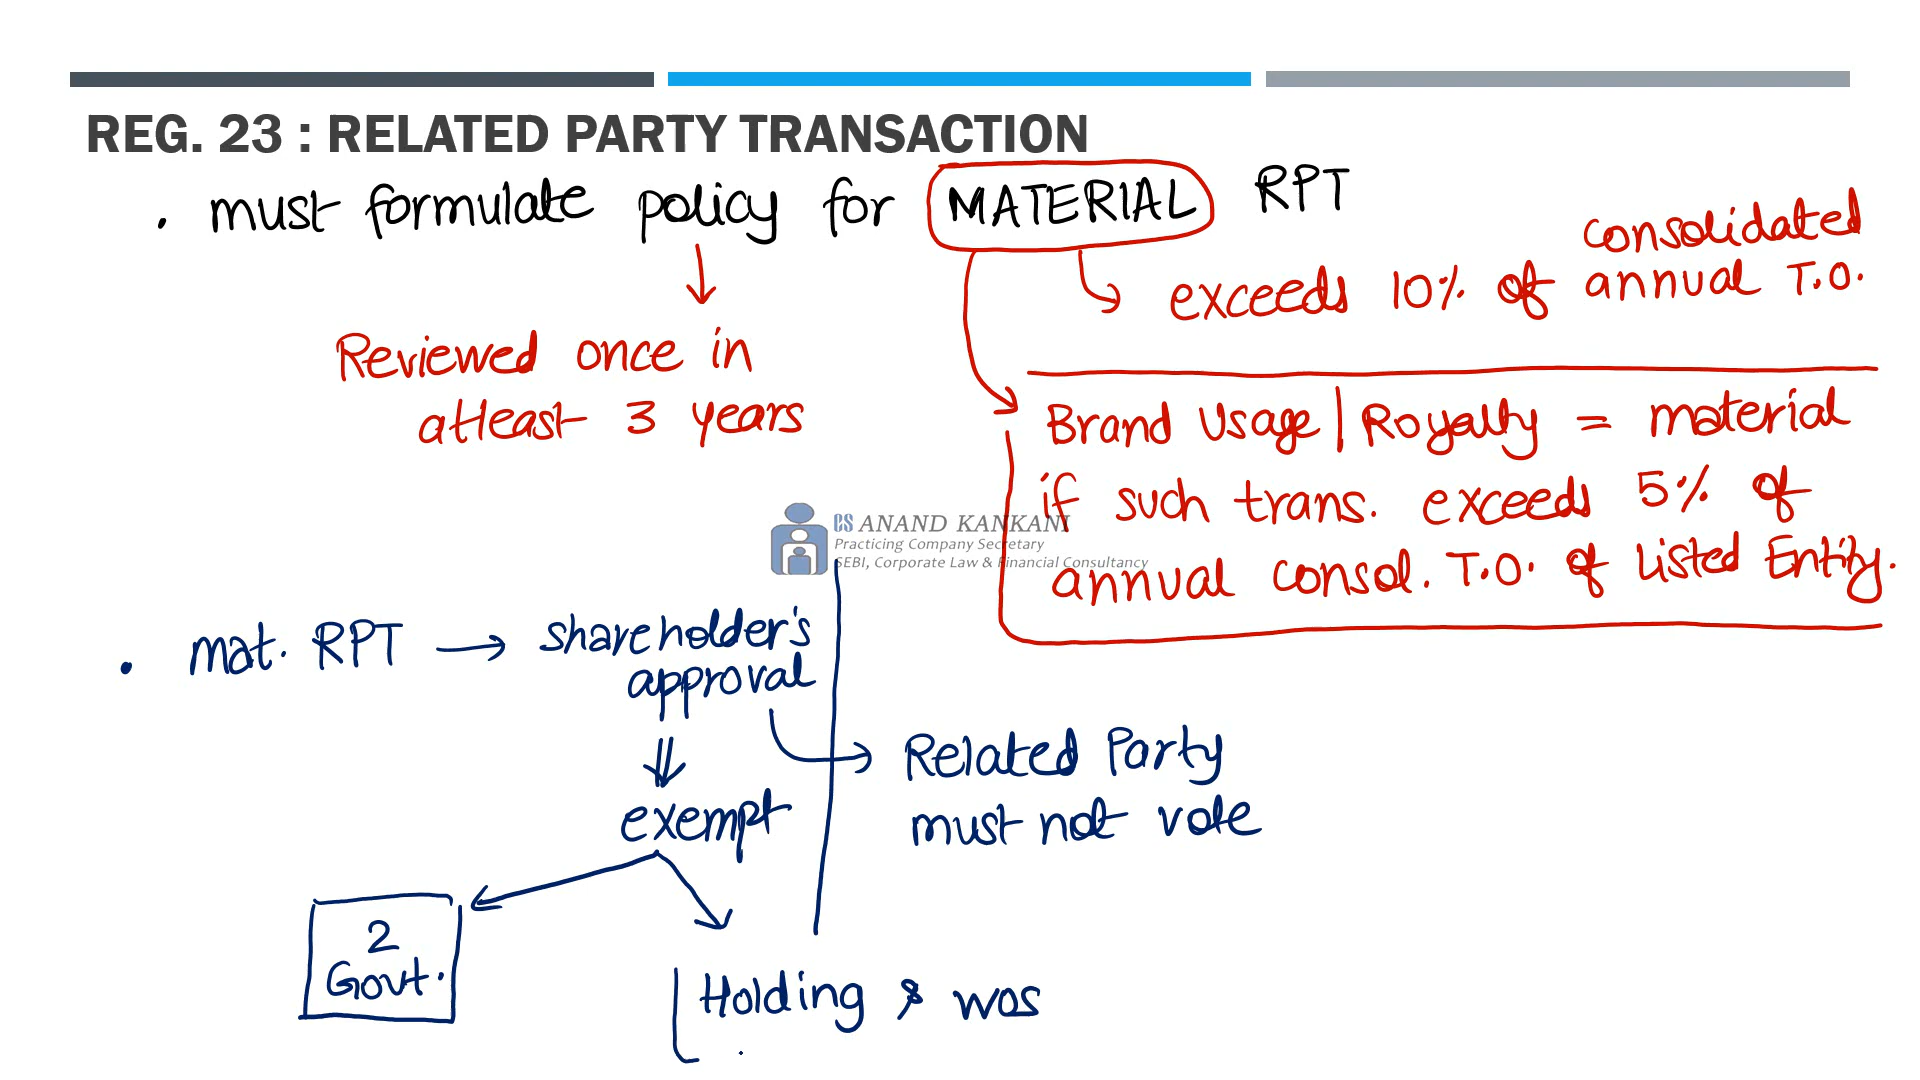 REG. 23 : RELATED PARTY TRANSACTION
. must formulate policy for MATERIAL RPT
exceeds 10% of consolidated
annual T.O.
Reviewed once in
atleast 3 years
Brand Usage | Royalty = material
if such trans. exceeds 5% of
annual consol. T.O. of Listed Entity.
CS ANAND KANKANI
Practicing Company Secretary
SEBI, Corporate Law & Financial Consultancy
. mat. RPT → shareholder's
approval
Related Party
must not vote
exempt
2
Govt.
Holding & WOS